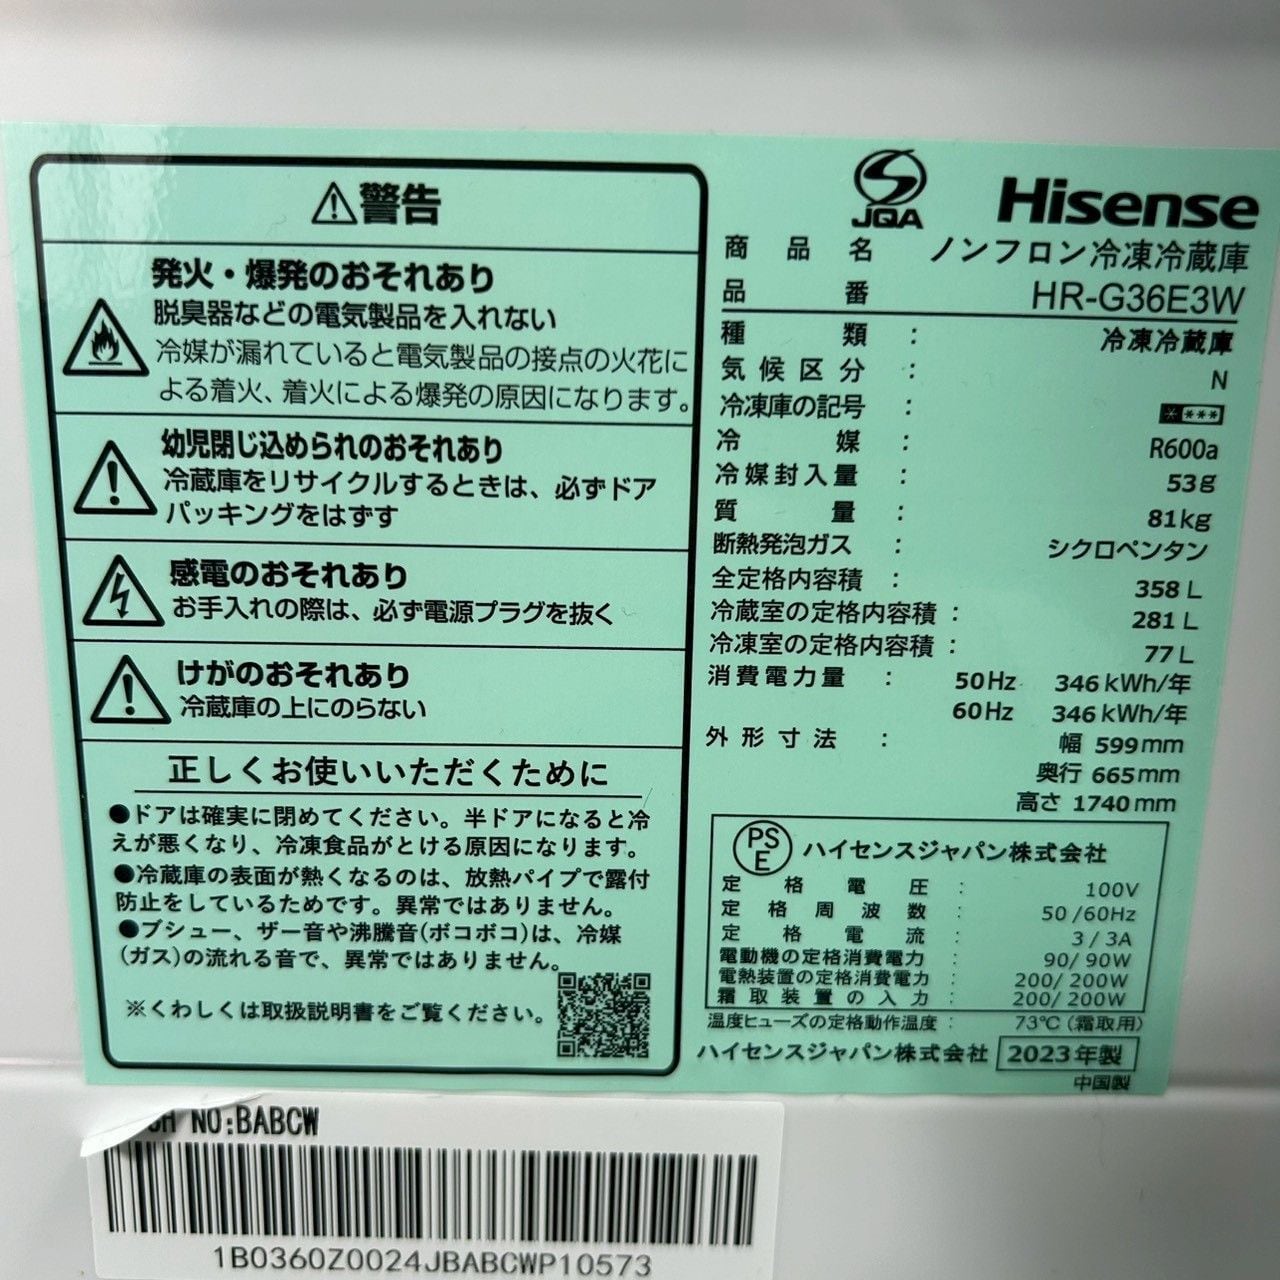 警告
発火・爆発のおそれあり
脱臭器などの電気製品を入れない
冷媒が漏れていると電気製品の接点の火花に
よる着火、着火による爆発の原因になります。
幼児閉じ込められのおそれあり
冷蔵庫をリサイクルするときは、必ずドア
パッキングをはずす
感電のおそれあり
お手入れの際は、必ず電源プラグを抜く
けがのおそれあり
冷蔵庫の上にのらない
正しくお使いいただくために
●ドアは確実に閉めてください。半ドアになると冷
えが悪くなり、冷凍食品がとける原因になります。
●冷蔵庫の表面が熱くなるのは、放熱パイプで露付
防止をしているためです。異常ではありません。
●ブシュー、ザー音や沸騰音(ボコボコ)は、冷媒
(ガス)の流れる音で、異常ではありません。
※くわしくは取扱説明書をご覧ください。
JQA
Hisense
商品名 ノンフロン冷凍冷蔵庫
品番 HR-G36E3W
種類： 冷凍冷蔵庫
気候区分： N
冷凍庫の記号： * ***
冷媒： R600a
冷媒封入量： 53g
質量： 81kg
断熱発泡ガス： シクロペンタン
全定格内容積： 358 L
冷蔵室の定格内容積： 281 L
冷凍室の定格内容積： 77 L
消費電力量： 50Hz 346 kWh/年
60Hz 346 kWh/年
外形寸法： 幅 599mm
奥行 665mm
高さ 1740mm
PSE ハイセンスジャパン株式会社
定格電圧： 100V
定格周波数： 50/60Hz
定格電流： 3/3A
電動機の定格消費電力： 90/90W
電熱装置の定格消費電力： 200/200W
霜取装置の入力： 200/200W
温度ヒューズの定格動作温度： 73℃(霜取用)
ハイセンスジャパン株式会社 2023年製
中国製
NO:BABCW
1B0360Z0024JBABCWP10573